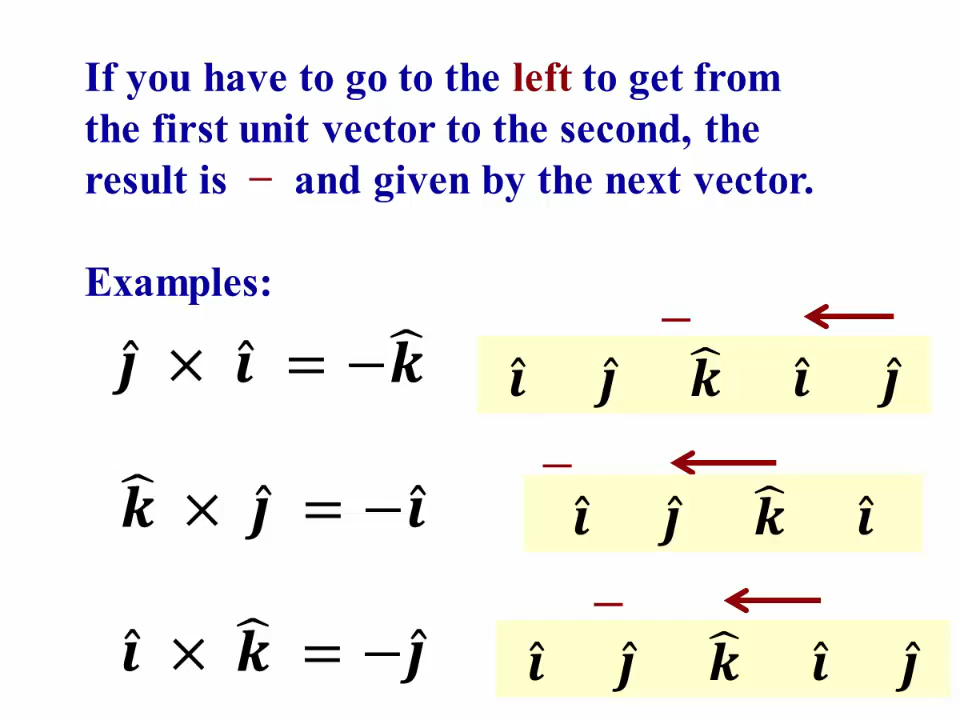 If you have to go to the left to get from
the first unit vector to the second, the
result is − and given by the next vector.
Examples:
ĵ × î = −k̂
−
î ĵ k̂ î ĵ
k̂ × ĵ = −î
−
î ĵ k̂ î
î × k̂ = −ĵ
−
î ĵ k̂ î ĵ